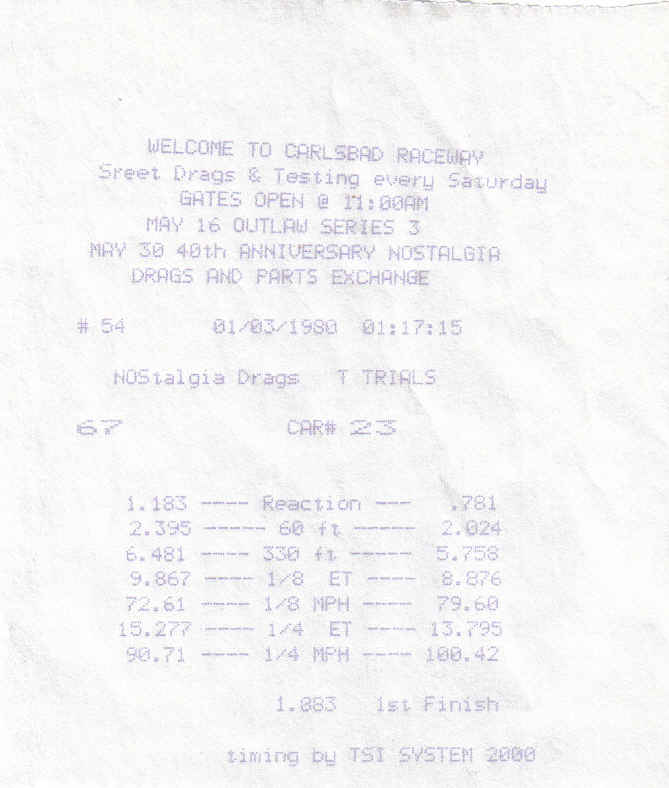 WELCOME TO CARLSBAD RACEWAY
Sreet Drags & Testing every Saturday
GATES OPEN @ 11:00AM
MAY 16 OUTLAW SERIES 3
MAY 30 40th ANNIVERSARY NOSTALGIA
DRAGS AND PARTS EXCHANGE
# 54 01/03/1980 01:17:15
NOStalgia Drags T TRIALS
67 CAR# 23
1.183 ---- Reaction --- .781
2.395 ----- 60 ft ----- 2.024
6.481 ---- 330 ft ----- 5.758
9.867 ---- 1/8 ET ---- 8.876
72.61 ---- 1/8 MPH ---- 79.60
15.277 ---- 1/4 ET ---- 13.795
90.71 ---- 1/4 MPH ---- 100.42
1.883 1st Finish
timing by TSI SYSTEM 2000